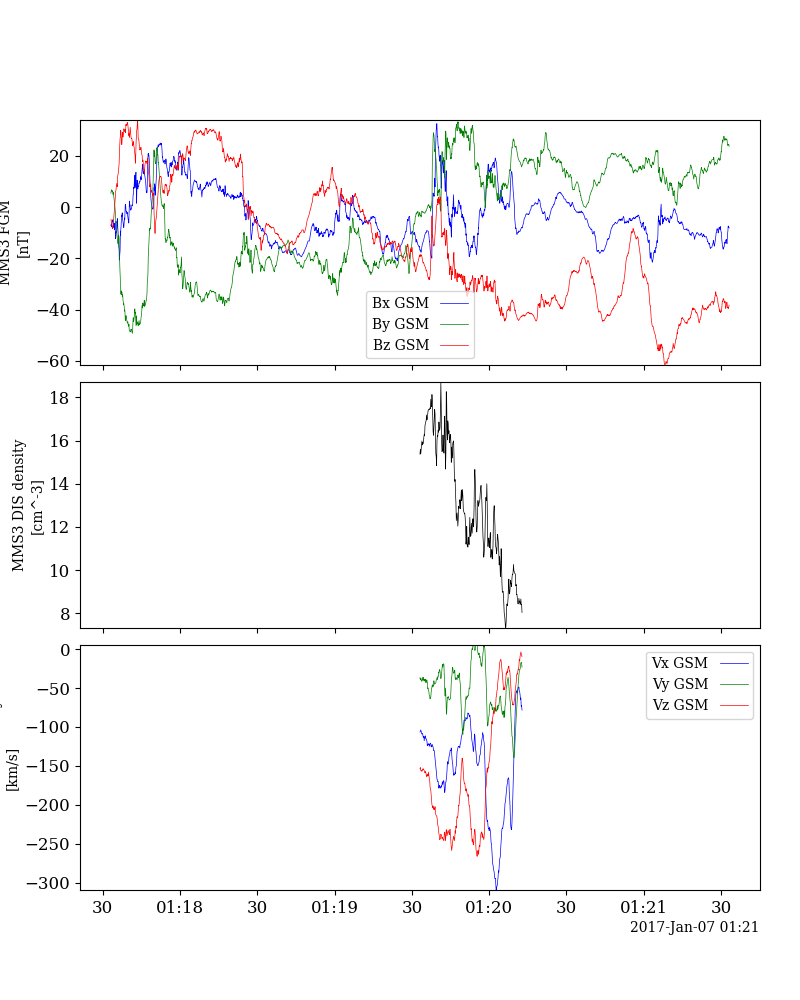 20
0
−20
−40
−60
MMS3 FGM
[nT]
Bx GSM
By GSM
Bz GSM
18
16
14
12
10
8
MMS3 DIS density
[cm^-3]
0
−50
−100
−150
−200
−250
−300
[km/s]
Vx GSM
Vy GSM
Vz GSM
30 01:18 30 01:19 30 01:20 30 01:21 30
2017-Jan-07 01:21